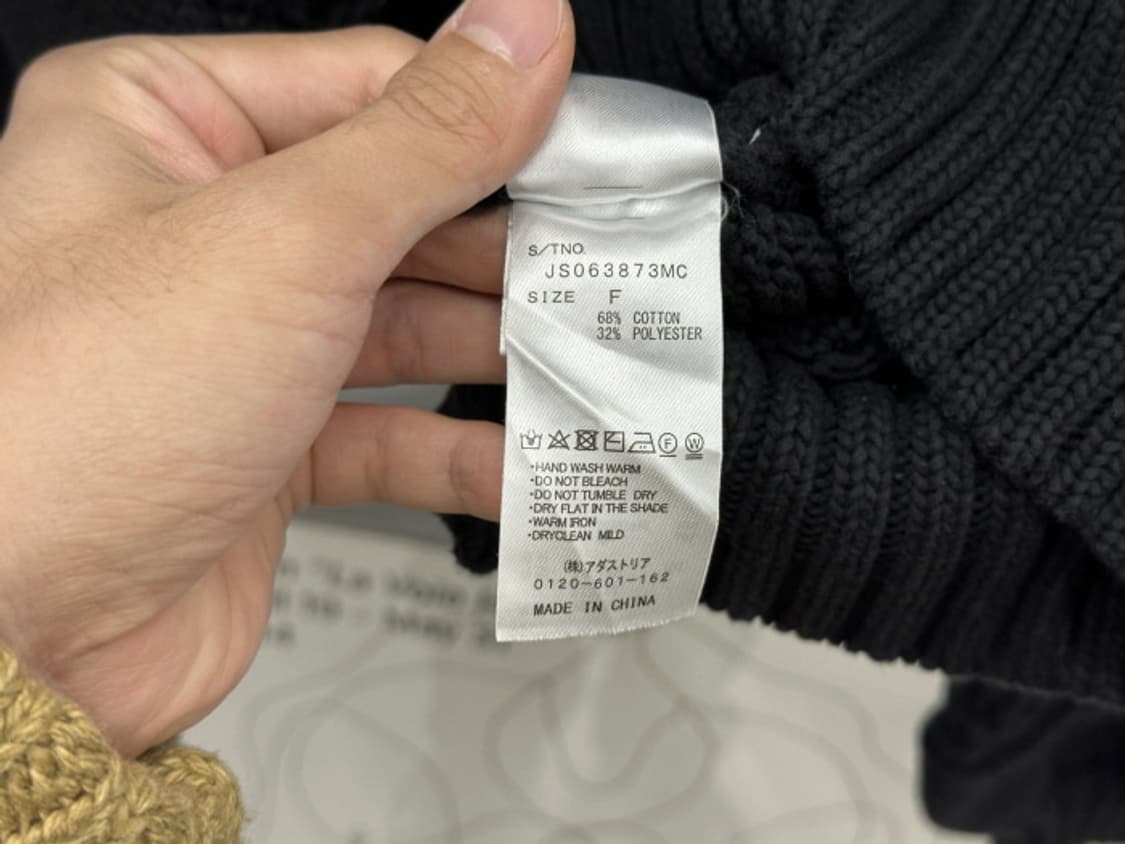 S/TNO.
JS063873MC
SIZE F
68% COTTON
32% POLYESTER
F W
・HAND WASH WARM
・DO NOT BLEACH
・DO NOT TUMBLE DRY
・DRY FLAT IN THE SHADE
・WARM IRON
・DRYCLEAN MILD
(株)アダストリア
0120-601-162
MADE IN CHINA
"La